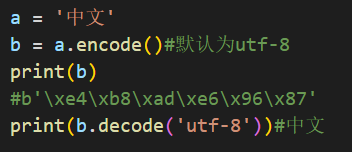 a = '中文'
b = a.encode()#默认为utf-8
print(b)
#b'\xe4\xb8\xad\xe6\x96\x87'
print(b.decode('utf-8'))#中文